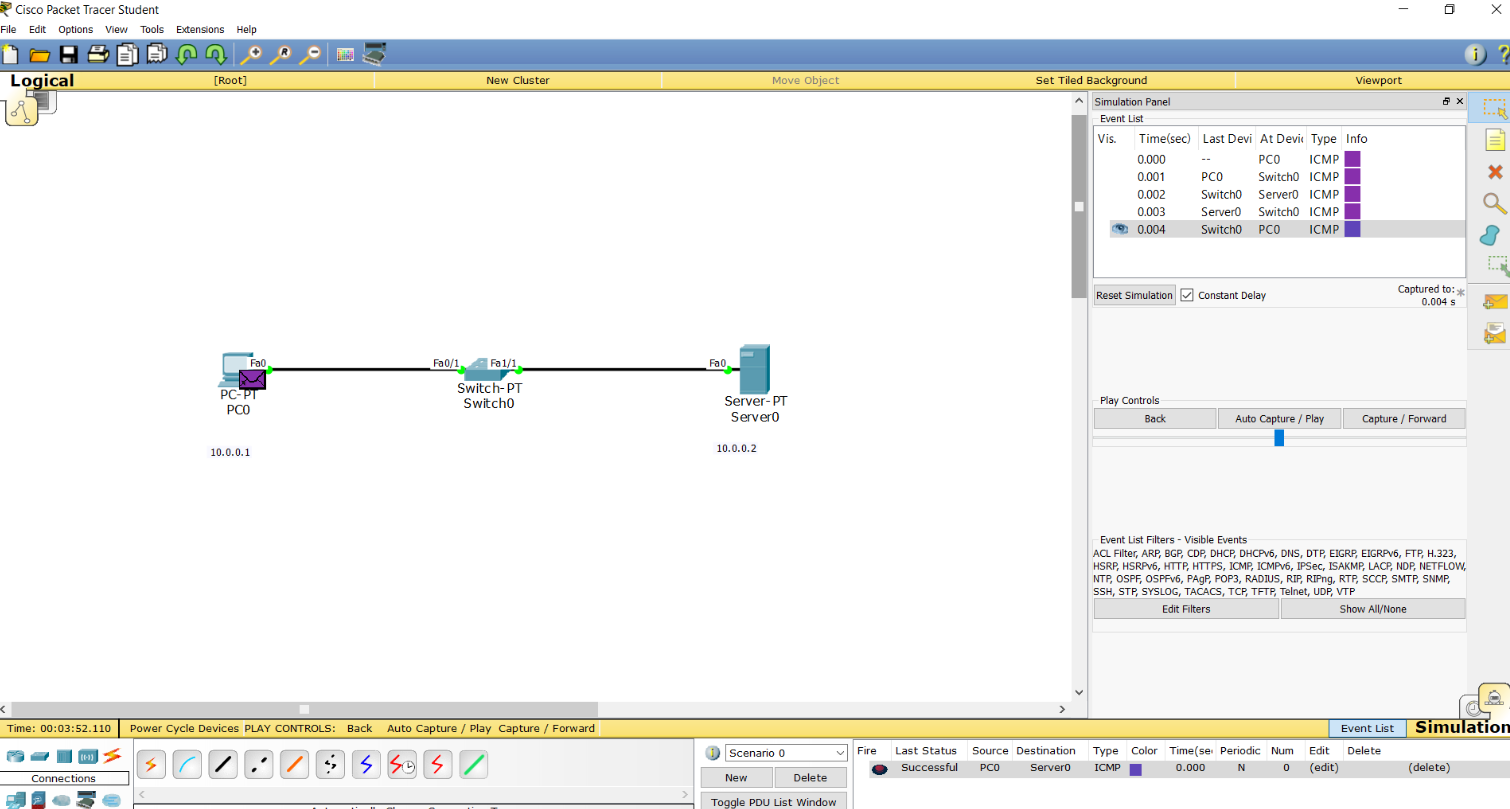 Cisco Packet Tracer Student
File Edit Options View Tools Extensions Help
Logical [Root] New Cluster Move Object Set Tiled Background Viewport
Simulation Panel
Event List
Vis. Time(sec) Last Devi At Devic Type Info
0.000 -- PC0 ICMP
0.001 PC0 Switch0 ICMP
0.002 Switch0 Server0 ICMP
0.003 Server0 Switch0 ICMP
0.004 Switch0 PC0 ICMP
Reset Simulation Constant Delay Captured to: *
0.004 s
Fa0 Fa0/1 Fa1/1 Fa0
PC-PT Switch-PT Server-PT
PC0 Switch0 Server0
10.0.0.1 10.0.0.2
Play Controls
Back Auto Capture / Play Capture / Forward
Event List Filters - Visible Events
ACL Filter, ARP, BGP, CDP, DHCP, DHCPv6, DNS, DTP, EIGRP, EIGRPv6, FTP, H.323,
HSRP, HSRPv6, HTTP, HTTPS, ICMP, ICMPv6, IPSec, ISAKMP, LACP, NDP, NETFLOW,
NTP, OSPF, OSPFv6, PAgP, POP3, RADIUS, RIP, RIPng, RTP, SCCP, SMTP, SNMP,
SSH, STP, SYSLOG, TACACS, TCP, TFTP, Telnet, UDP, VTP
Edit Filters Show All/None
Time: 00:03:52.110 Power Cycle Devices PLAY CONTROLS: Back Auto Capture / Play Capture / Forward Event List Simulation
Connections
Scenario 0
New Delete
Toggle PDU List Window
Fire Last Status Source Destination Type Color Time(sec Periodic Num Edit Delete
Successful PC0 Server0 ICMP 0.000 N 0 (edit) (delete)